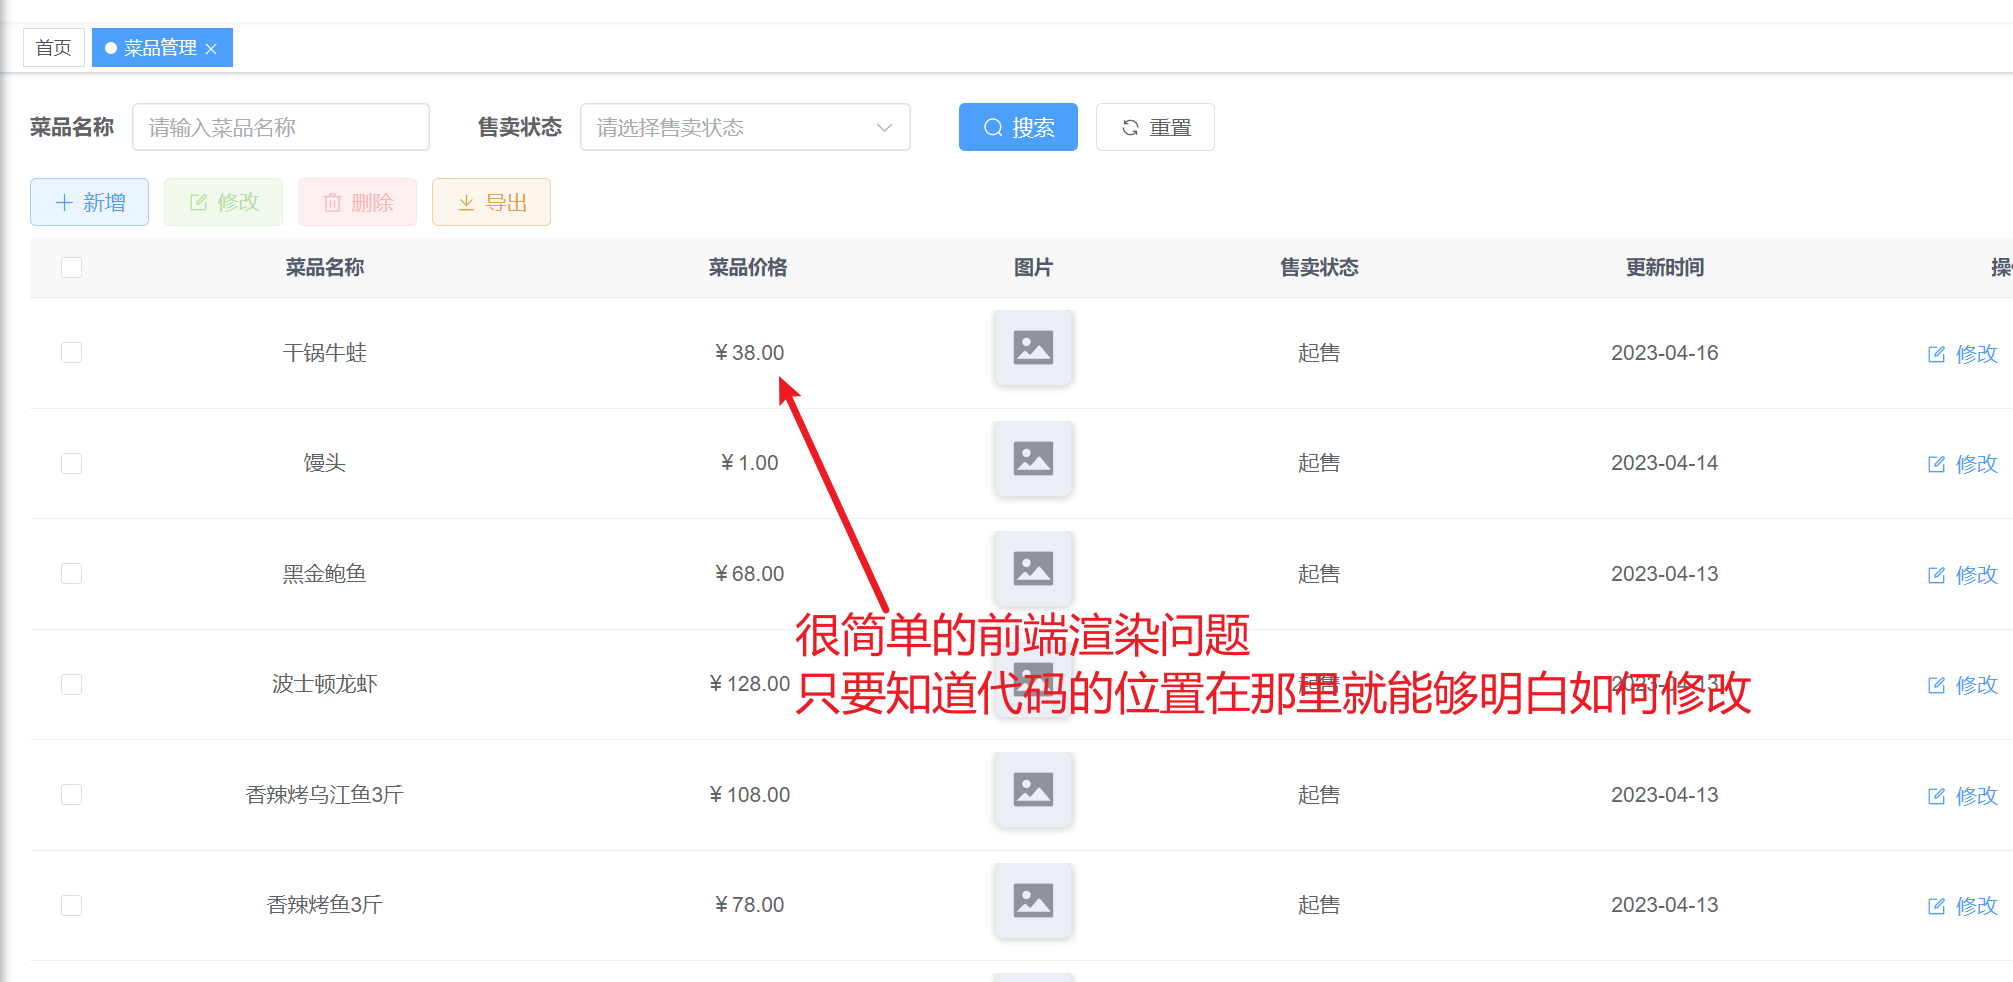 首页 菜品管理
菜品名称 请输入菜品名称 售卖状态 请选择售卖状态 搜索 重置
新增 修改 删除 导出
菜品名称 菜品价格 图片 售卖状态 更新时间
干锅牛蛙 ¥38.00 起售 2023-04-16 修改
馒头 ¥1.00 起售 2023-04-14 修改
黑金鲍鱼 ¥68.00 起售 2023-04-13 修改
很简单的前端渲染问题
波士顿龙虾 ¥128.00 起售 2023-04-13 修改
只要知道代码的位置在那里就能够明白如何修改
香辣烤乌江鱼3斤 ¥108.00 起售 2023-04-13 修改
香辣烤鱼3斤 ¥78.00 起售 2023-04-13 修改